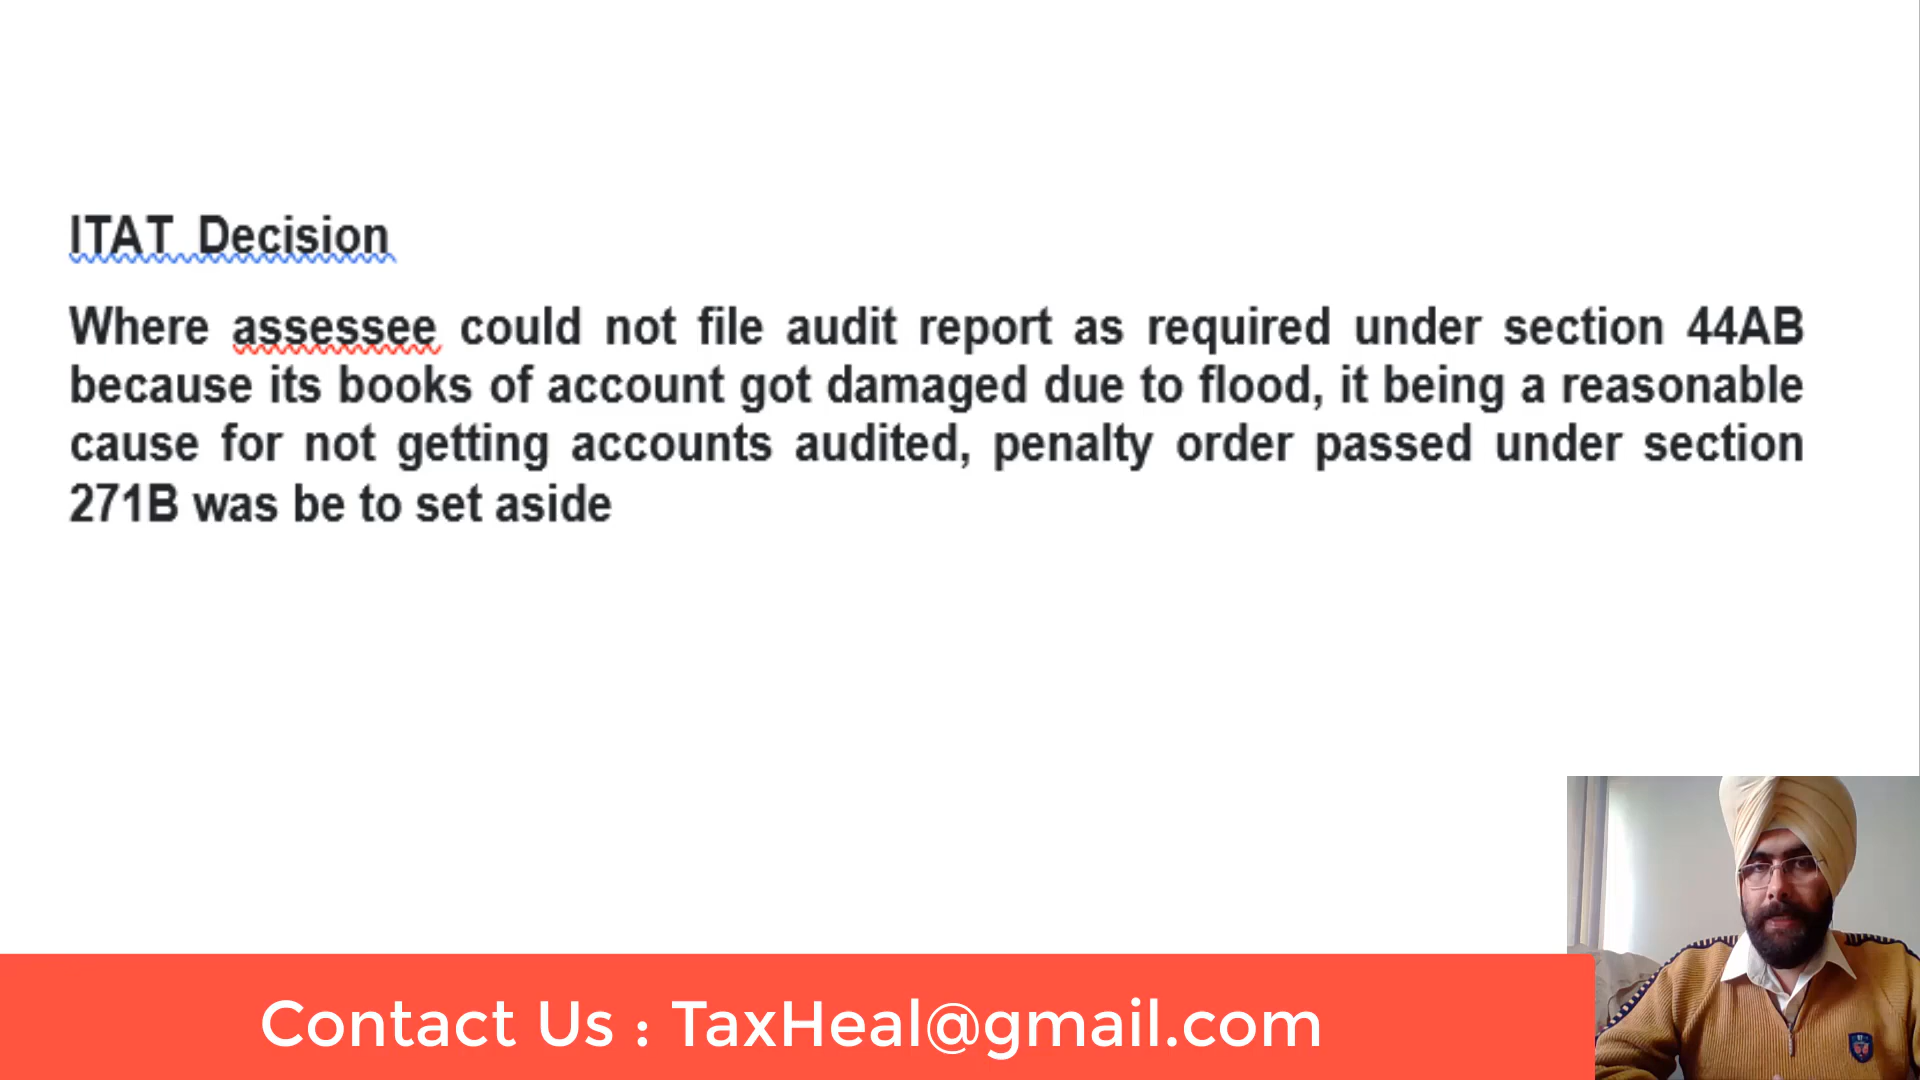 ITAT Decision
Where assessee could not file audit report as required under section 44AB
because its books of account got damaged due to flood, it being a reasonable
cause for not getting accounts audited, penalty order passed under section
271B was be to set aside
Contact Us : TaxHeal@gmail.com